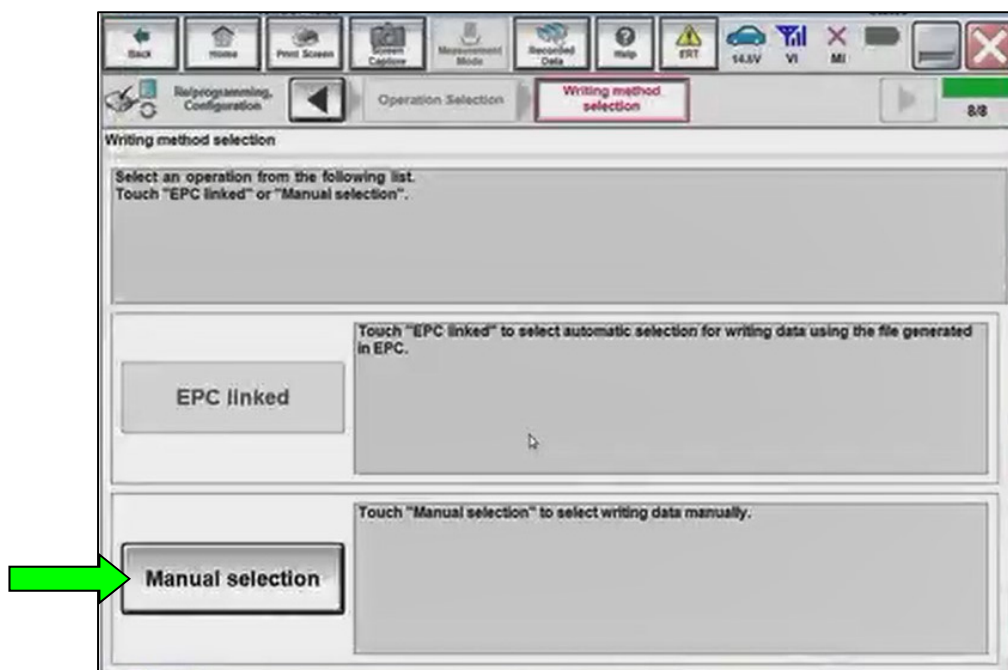 Back
Home
Print Screen
Screen
Capture
Measurement
Mode
Recorded
Data
Help
ERT
14.5V
VI
MI
Re/programming,
Configuration
Operation Selection
Writing method
selection
8/8
Writing method selection
Select an operation from the following list.
Touch "EPC linked" or "Manual selection".
EPC linked
Touch "EPC linked" to select automatic selection for writing data using the file generated
in EPC.
Manual selection
Touch "Manual selection" to select writing data manually.